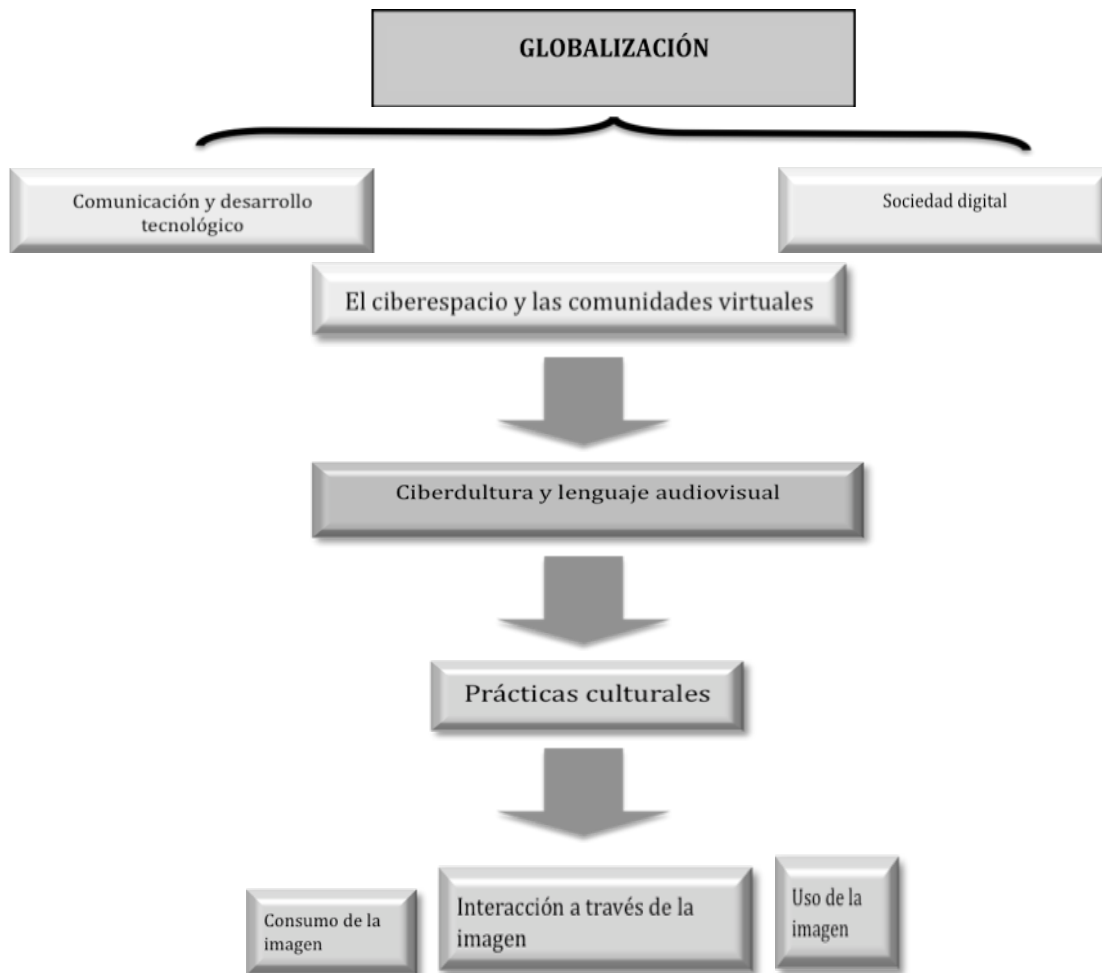 GLOBALIZACIÓN
Comunicación y desarrollo
tecnológico
Sociedad digital
El ciberespacio y las comunidades virtuales
Ciberdultura y lenguaje audiovisual
Prácticas culturales
Consumo de la
imagen
Interacción a través de la
imagen
Uso de la
imagen